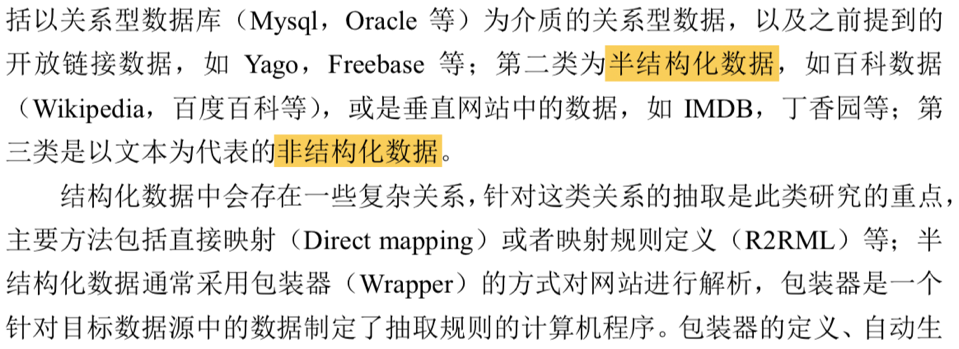 括以关系型数据库（Mysql，Oracle 等）为介质的关系型数据，以及之前提到的
开放链接数据，如 Yago，Freebase 等；第二类为半结构化数据，如百科数据
（Wikipedia，百度百科等），或是垂直网站中的数据，如 IMDB，丁香园等；第
三类是以文本为代表的非结构化数据。
结构化数据中会存在一些复杂关系，针对这类关系的抽取是此类研究的重点，
主要方法包括直接映射（Direct mapping）或者映射规则定义（R2RML）等；半
结构化数据通常采用包装器（Wrapper）的方式对网站进行解析，包装器是一个
针对目标数据源中的数据制定了抽取规则的计算机程序。包装器的定义、自动生